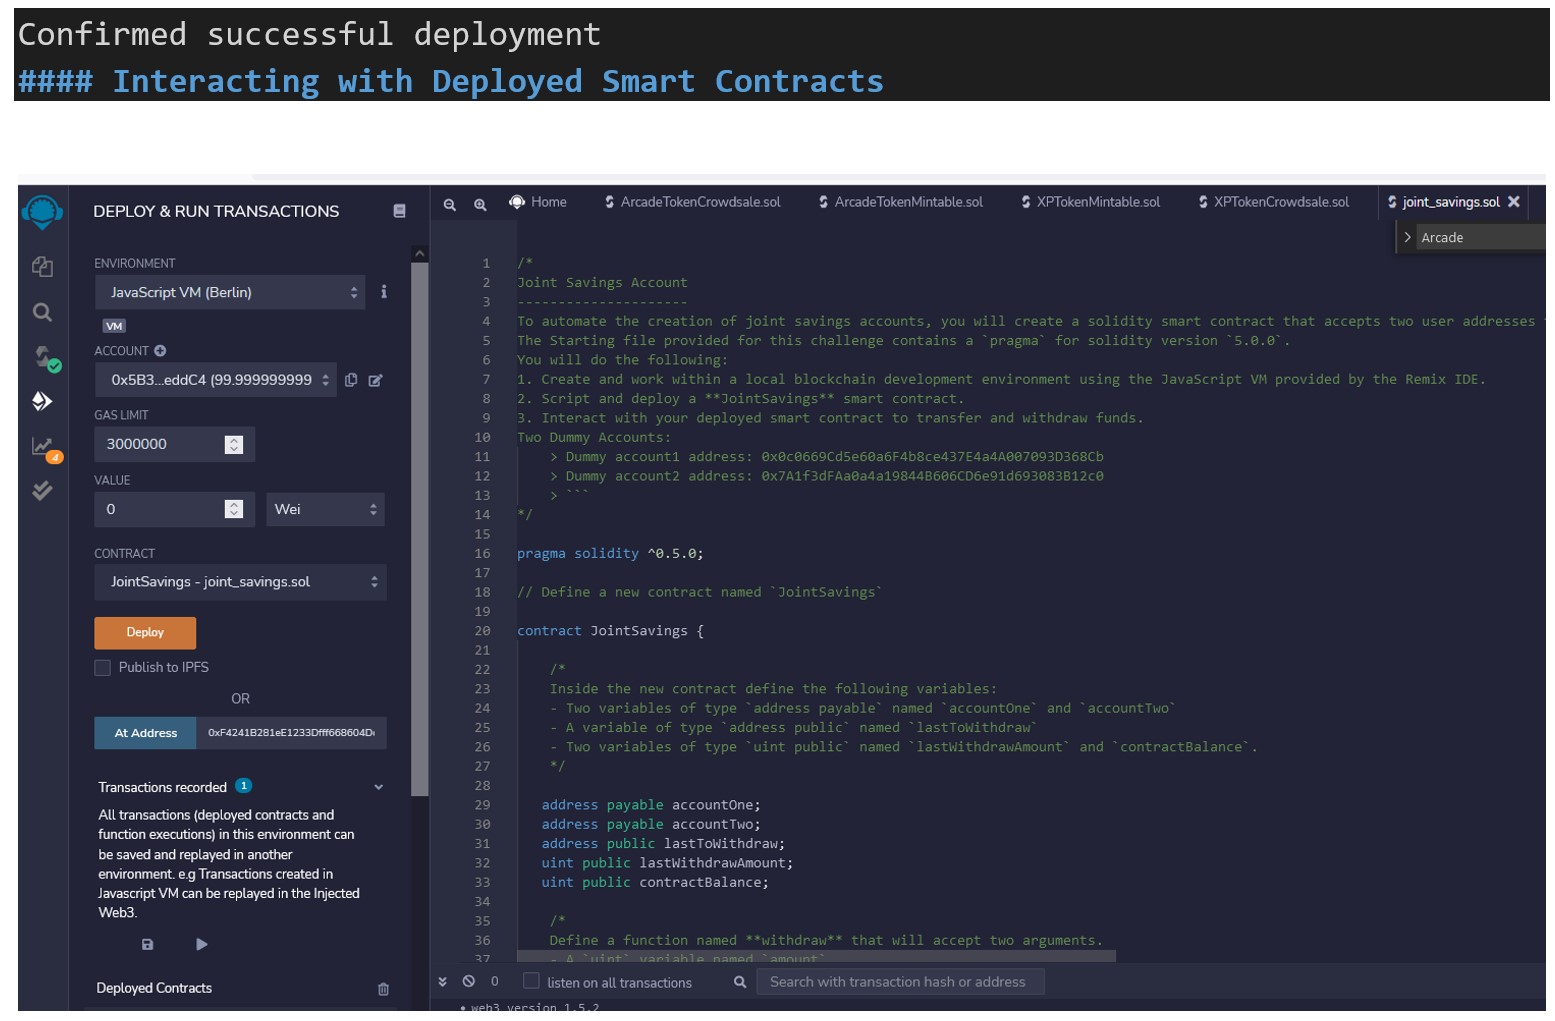 Confirmed successful deployment
#### Interacting with Deployed Smart Contracts
DEPLOY & RUN TRANSACTIONS
ENVIRONMENT
JavaScript VM (Berlin)
VM
ACCOUNT
0x5B3...eddC4 (99.999999999
GAS LIMIT
3000000
VALUE
0
Wei
CONTRACT
JointSavings - joint_savings.sol
Deploy
Publish to IPFS
OR
At Address
0xF4241B281eE1233Dfff668604D
Transactions recorded 1
All transactions (deployed contracts and
function executions) in this environment can
be saved and replayed in another
environment. e.g Transactions created in
Javascript VM can be replayed in the Injected
Web3.
Deployed Contracts
4
Home ArcadeTokenCrowdsale.sol ArcadeTokenMintable.sol XPTokenMintable.sol XPTokenCrowdsale.sol joint_savings.sol
Arcade
1 /*
2 Joint Savings Account
3 ---------------------
4 To automate the creation of joint savings accounts, you will create a solidity smart contract that accepts two user addresses
5 The Starting file provided for this challenge contains a `pragma` for solidity version `5.0.0`.
6 You will do the following:
7 1. Create and work within a local blockchain development environment using the JavaScript VM provided by the Remix IDE.
8 2. Script and deploy a **JointSavings** smart contract.
9 3. Interact with your deployed smart contract to transfer and withdraw funds.
10 Two Dummy Accounts:
11 > Dummy account1 address: 0x0c0669Cd5e60a6F4b8ce437E4a4A007093D368Cb
12 > Dummy account2 address: 0x7A1f3dFAa0a4a19844B606CD6e91d693083B12c0
13 > ```
14 */
15
16 pragma solidity ^0.5.0;
17
18 // Define a new contract named `JointSavings`
19
20 contract JointSavings {
21
22 /*
23 Inside the new contract define the following variables:
24 - Two variables of type `address payable` named `accountOne` and `accountTwo`
25 - A variable of type `address public` named `lastToWithdraw`
26 - Two variables of type `uint public` named `lastWithdrawAmount` and `contractBalance`.
27 */
28
29 address payable accountOne;
30 address payable accountTwo;
31 address public lastToWithdraw;
32 uint public lastWithdrawAmount;
33 uint public contractBalance;
34
35 /*
36 Define a function named **withdraw** that will accept two arguments.
37 - A `uint` variable named `amount`
0 listen on all transactions Search with transaction hash or address
• web3 version 1.5.2